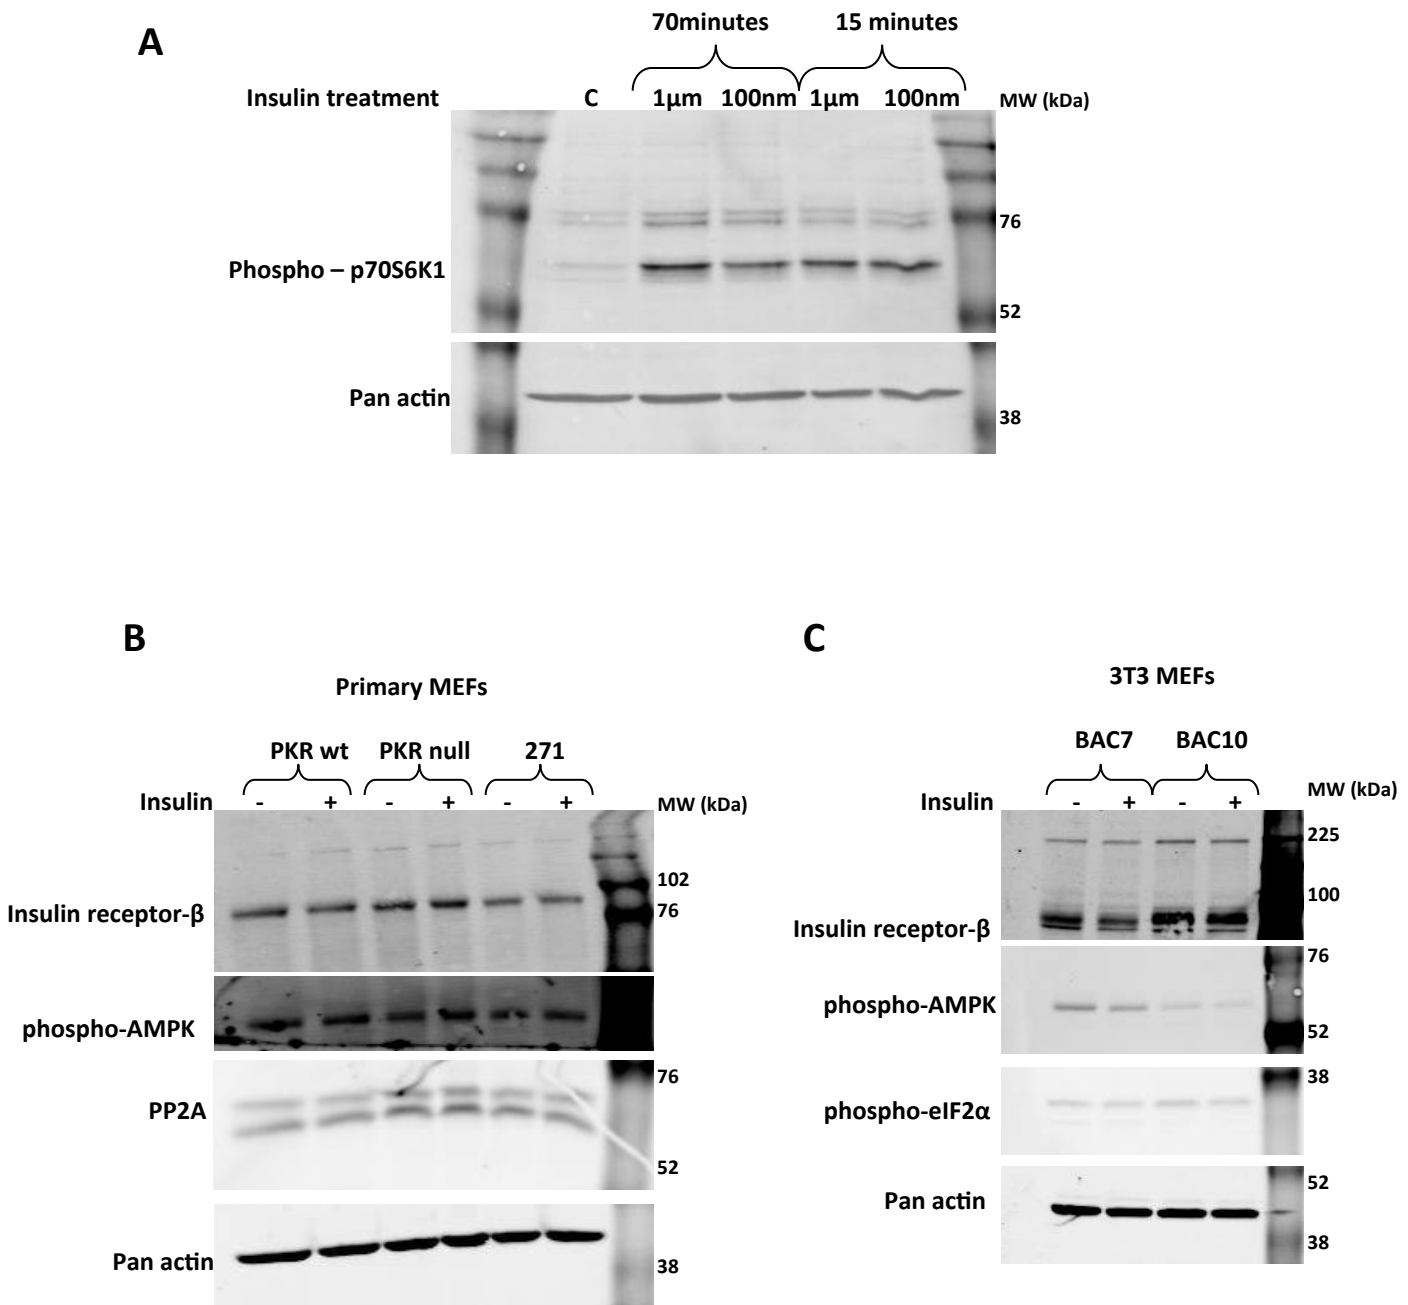 A
70minutes 15 minutes
Insulin treatment C 1µm 100nm 1µm 100nm MW (kDa)
76
Phospho – p70S6K1
52
Pan actin
38
B
Primary MEFs
PKR wt PKR null 271
Insulin - + - + - + MW (kDa)
102
Insulin receptor-β
76
phospho-AMPK
76
PP2A
52
Pan actin
38
C
3T3 MEFs
BAC7 BAC10
Insulin - + - + MW (kDa)
225
100
Insulin receptor-β
76
phospho-AMPK
52
38
phospho-eIF2α
52
Pan actin
38